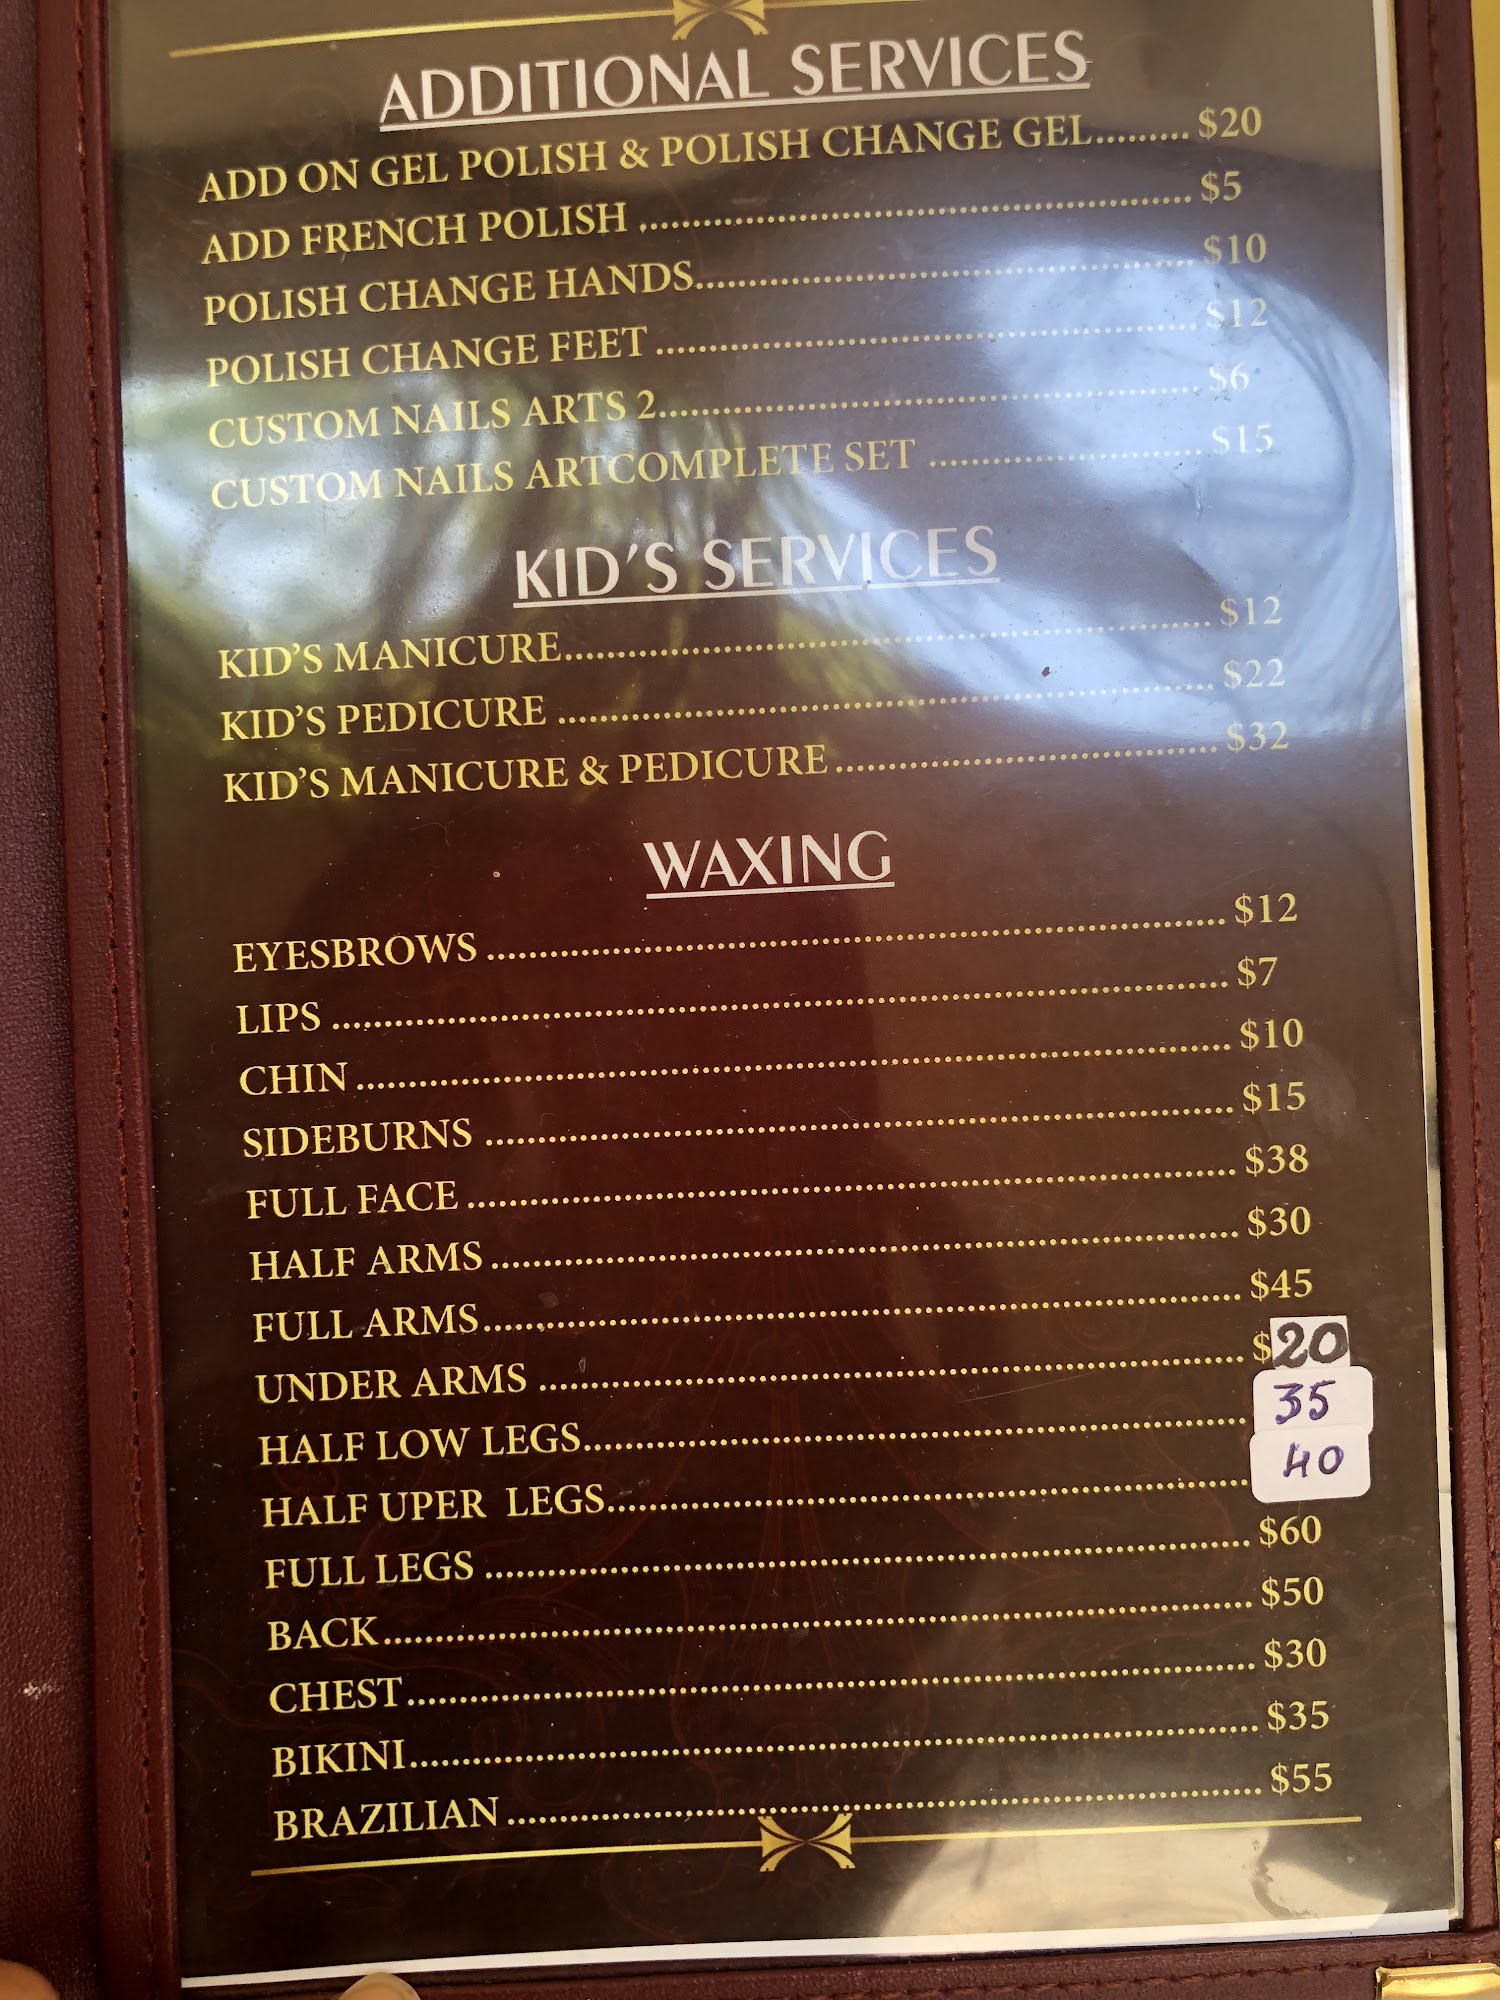 ADDITIONAL SERVICES
ADD ON GEL POLISH & POLISH CHANGE GEL......... $20
ADD FRENCH POLISH ..................................................... $5
POLISH CHANGE HANDS................................................ $10
POLISH CHANGE FEET .................................................... $12
CUSTOM NAILS ARTS 2.................................................... $6
CUSTOM NAILS ARTCOMPLETE SET .......................... $15
KID'S SERVICES
KID'S MANICURE.............................................................. $12
KID'S PEDICURE ............................................................... $22
KID'S MANICURE & PEDICURE..................................... $32
WAXING
EYESBROWS ....................................................................... $12
LIPS ...................................................................................... $7
CHIN .................................................................................... $10
SIDEBURNS ........................................................................ $15
FULL FACE .......................................................................... $38
HALF ARMS ........................................................................ $30
FULL ARMS......................................................................... $45
UNDER ARMS .................................................................... $20
HALF LOW LEGS................................................................ 35
HALF UPER LEGS.............................................................. 40
FULL LEGS .......................................................................... $60
BACK.................................................................................... $50
CHEST.................................................................................. $30
BIKINI.................................................................................. $35
BRAZILIAN ......................................................................... $55